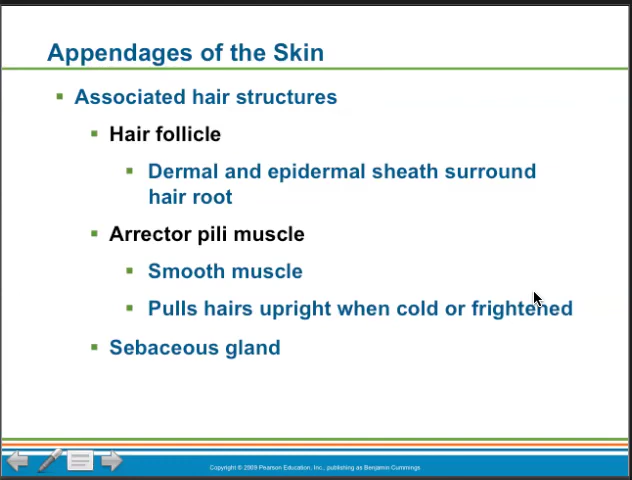 Appendages of the Skin
Associated hair structures
Hair follicle
Dermal and epidermal sheath surround
hair root
Arrector pili muscle
Smooth muscle
Pulls hairs upright when cold or frightened
Sebaceous gland
Copyright © 2009 Pearson Education, Inc., publishing as Benjamin Cummings